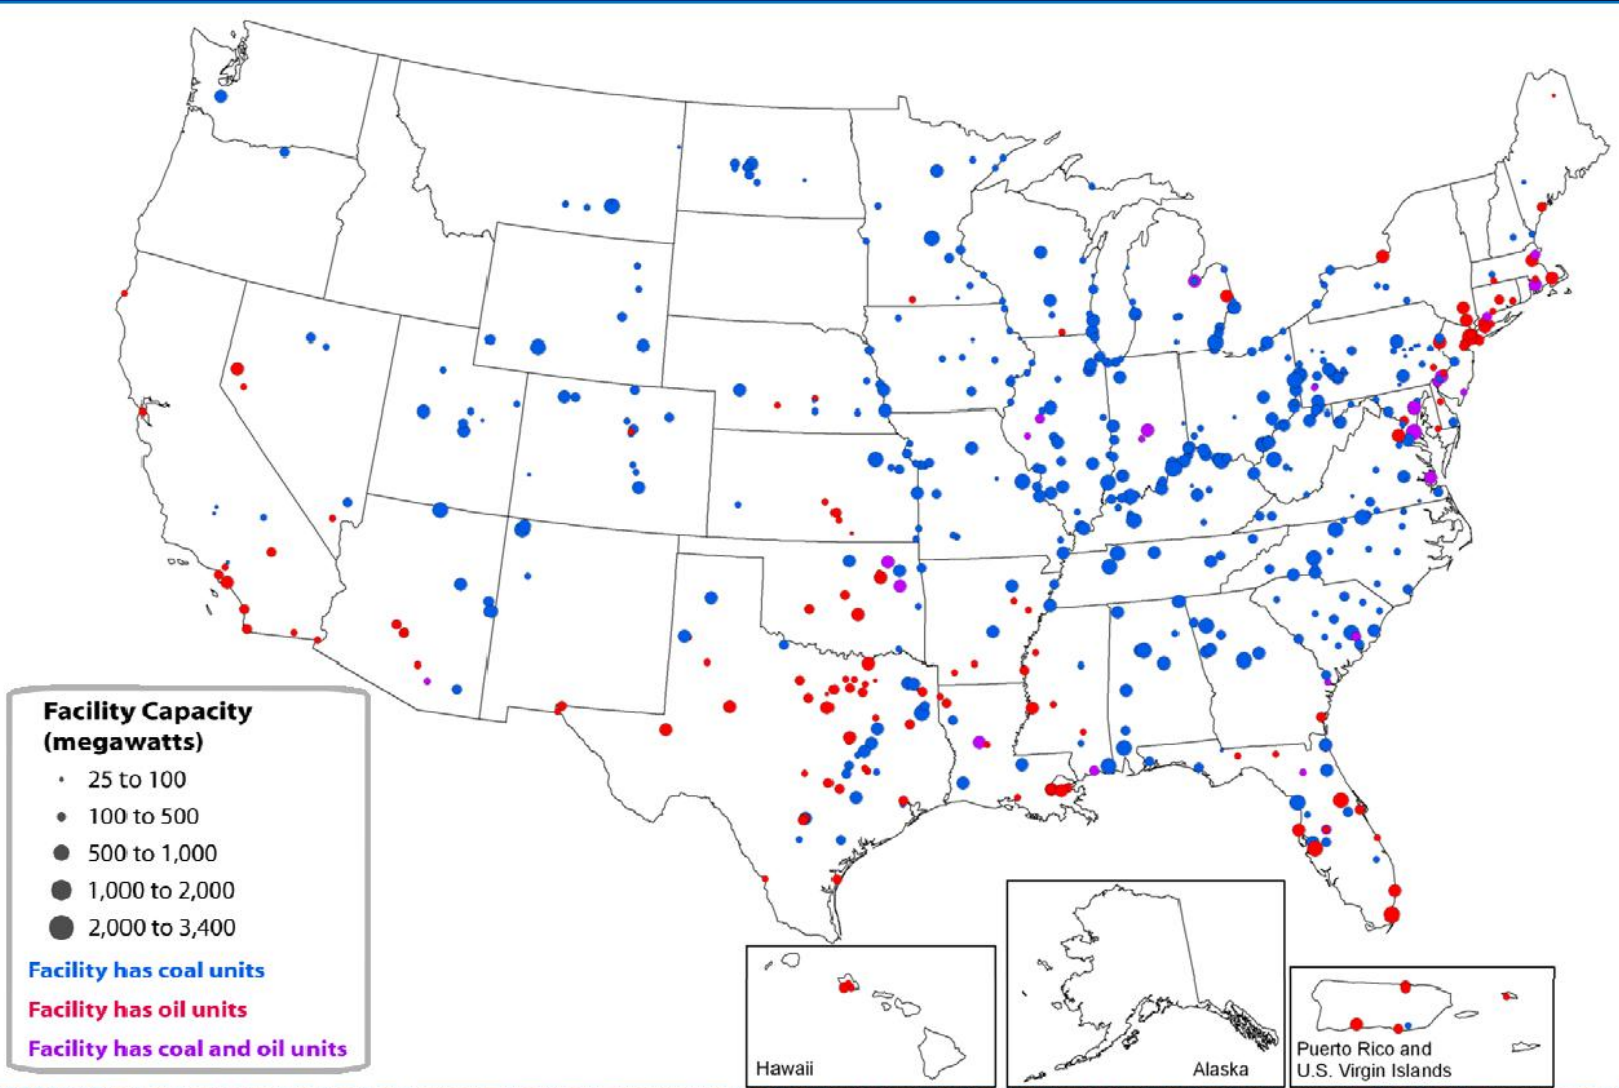 Facility Capacity
(megawatts)
25 to 100
100 to 500
500 to 1,000
1,000 to 2,000
2,000 to 3,400
Facility has coal units
Facility has oil units
Facility has coal and oil units
Hawaii
Alaska
Puerto Rico and
U.S. Virgin Islands